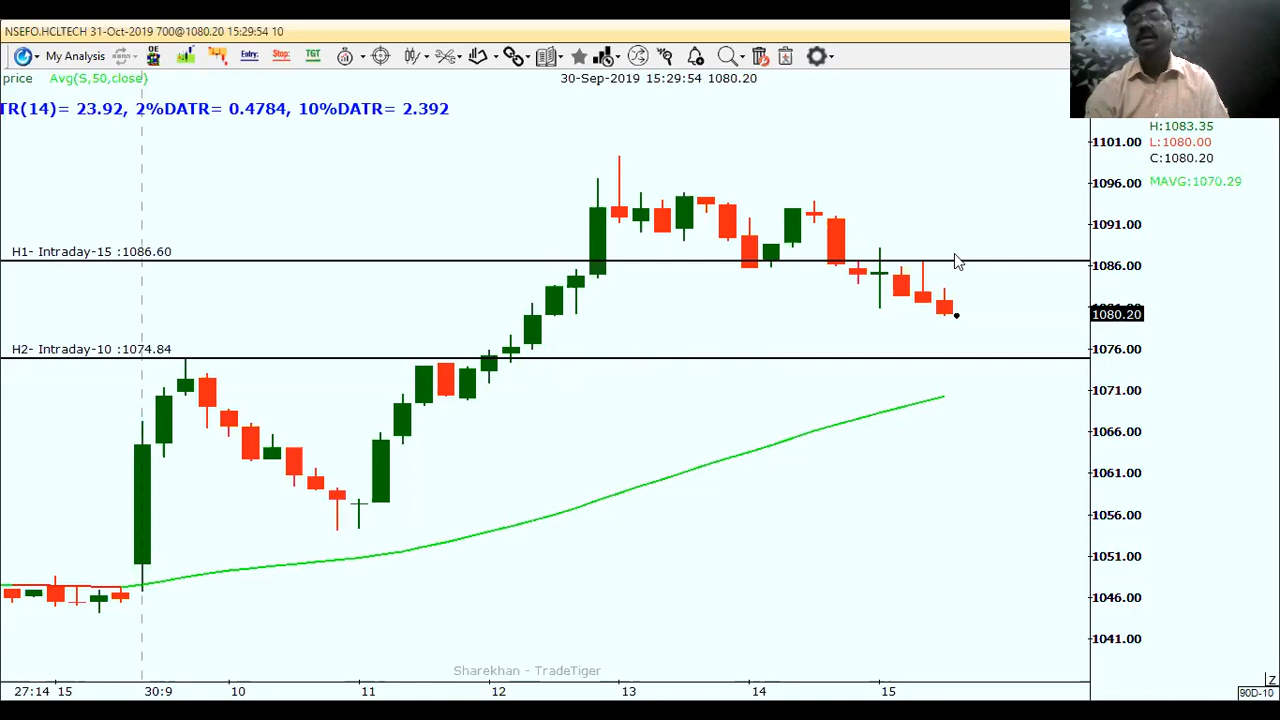 NSEFO.HCLTECH 31-Oct-2019 700@1080.20 15:29:54 10
My Analysis OE Entry: Stop: TGT
price Avg(S,50,close) 30-Sep-2019 15:29:54 1080.20
TR(14)= 23.92, 2%DATR= 0.4784, 10%DATR= 2.392
H:1083.35
L:1080.00
C:1080.20
MAVG:1070.29
1101.00
1096.00
1091.00
H1- Intraday-15 :1086.60
1086.00
1080.20
H2- Intraday-10 :1074.84
1076.00
1071.00
1066.00
1061.00
1056.00
1051.00
1046.00
1041.00
Sharekhan - TradeTiger
27:14 15 30:9 10 11 12 13 14 15
Z
90D-10